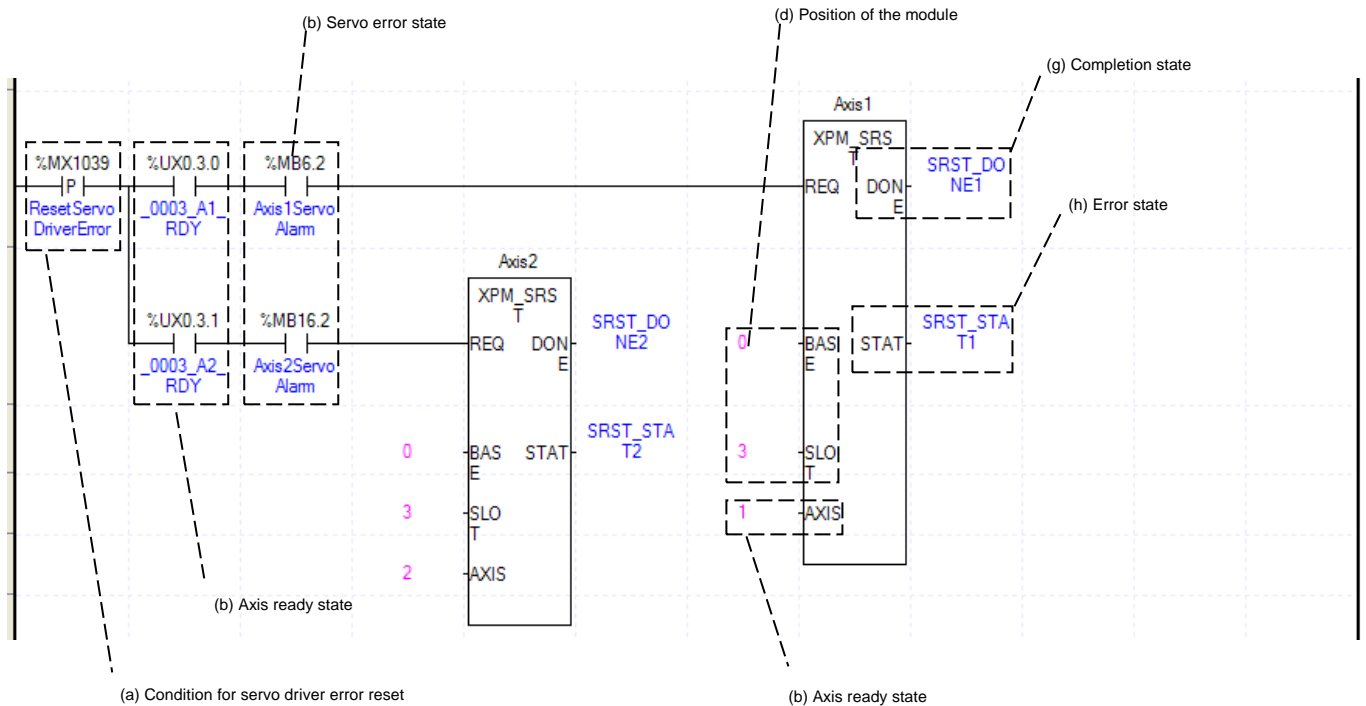 (b) Servo error state
(d) Position of the module
(g) Completion state
Axis1
XPM_SRS
T
%MX1039
%UX0.3.0
%MB6.2
P
REQ
DON
E
SRST_DO
NE1
ResetServo
DriverError
_0003_A1_
RDY
Axis1Servo
Alarm
(h) Error state
Axis2
XPM_SRS
T
%UX0.3.1
%MB16.2
REQ
DON
E
SRST_DO
NE2
0
BAS
E
STAT
SRST_STA
T1
_0003_A2_
RDY
Axis2Servo
Alarm
0
BAS
E
STAT
SRST_STA
T2
3
SLO
T
3
SLO
T
1
AXIS
2
AXIS
(b) Axis ready state
(a) Condition for servo driver error reset
(b) Axis ready state